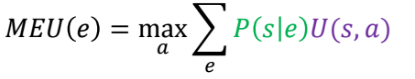 MEU(e) = max_a ∑_e P(s|e)U(s, a)